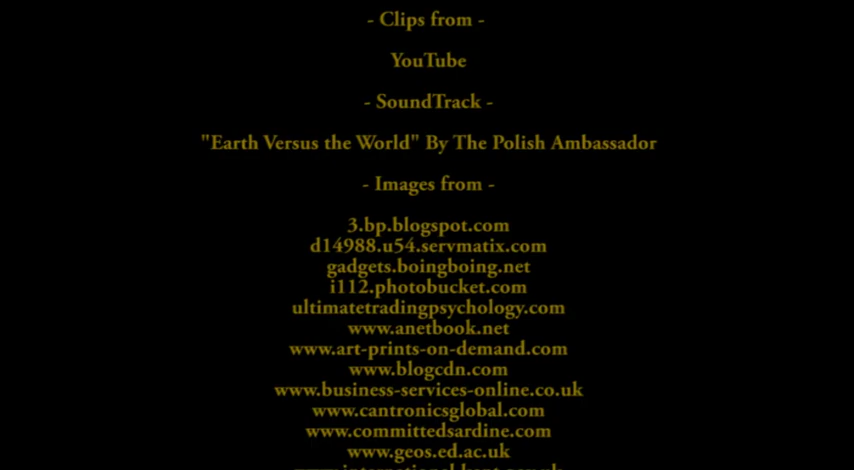 - Clips from -
YouTube
- SoundTrack -
"Earth Versus the World" By The Polish Ambassador
- Images from -
3.bp.blogspot.com
d14988.u54.servmatix.com
gadgets.boingboing.net
i112.photobucket.com
ultimatetradingpsychology.com
www.anetbook.net
www.art-prints-on-demand.com
www.blogcdn.com
www.business-services-online.co.uk
www.cantronicsglobal.com
www.committedsardine.com
www.geos.ed.ac.uk